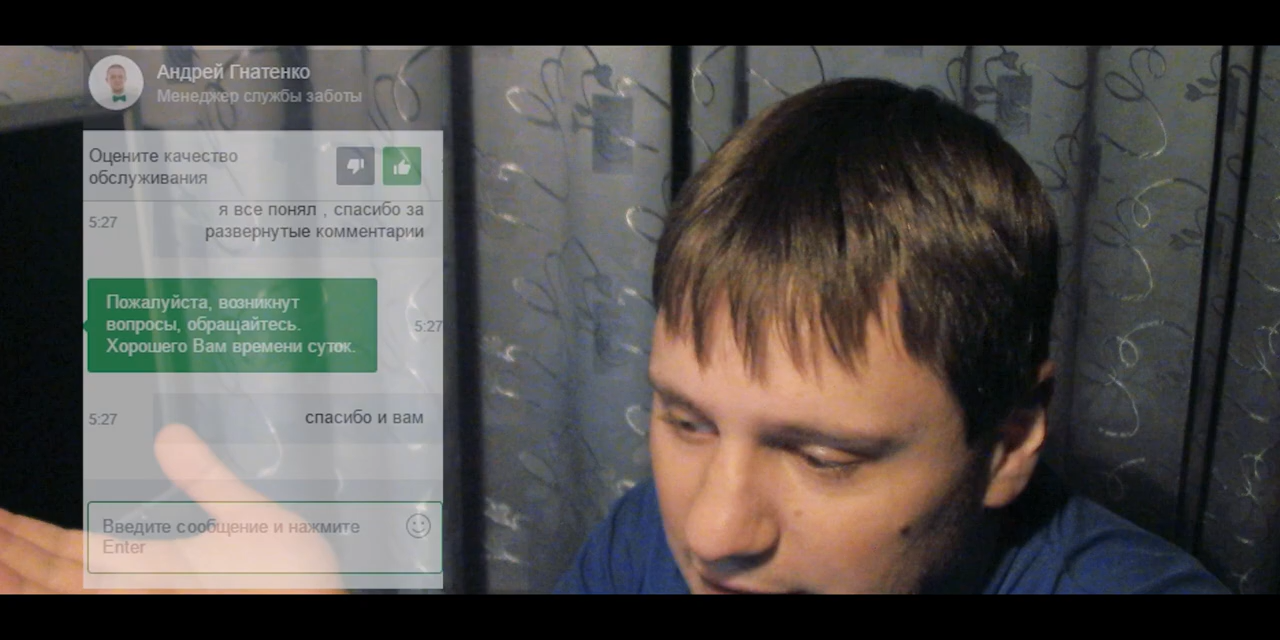 Андрей Гнатенко
Менеджер службы заботы
Оцените качество
обслуживания
я все понял , спасибо за
5:27
развернутые комментарии
Пожалуйста, возникнут
вопросы, обращайтесь.
5:27
Хорошего Вам времени суток.
5:27
спасибо и вам
Введите сообщение и нажмите
Enter